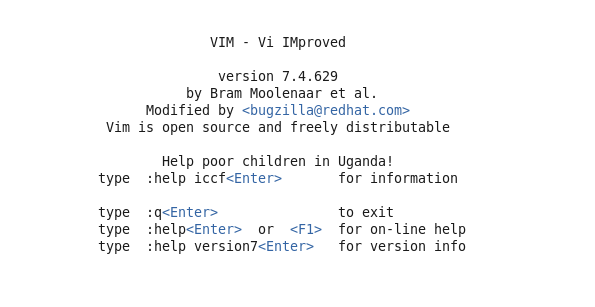 VIM - Vi IMproved
version 7.4.629
by Bram Moolenaar et al.
Modified by <bugzilla@redhat.com>
Vim is open source and freely distributable
Help poor children in Uganda!
type  :help iccf<Enter>       for information
type  :q<Enter>               to exit
type  :help<Enter>  or  <F1>  for on-line help
type  :help version7<Enter>   for version info